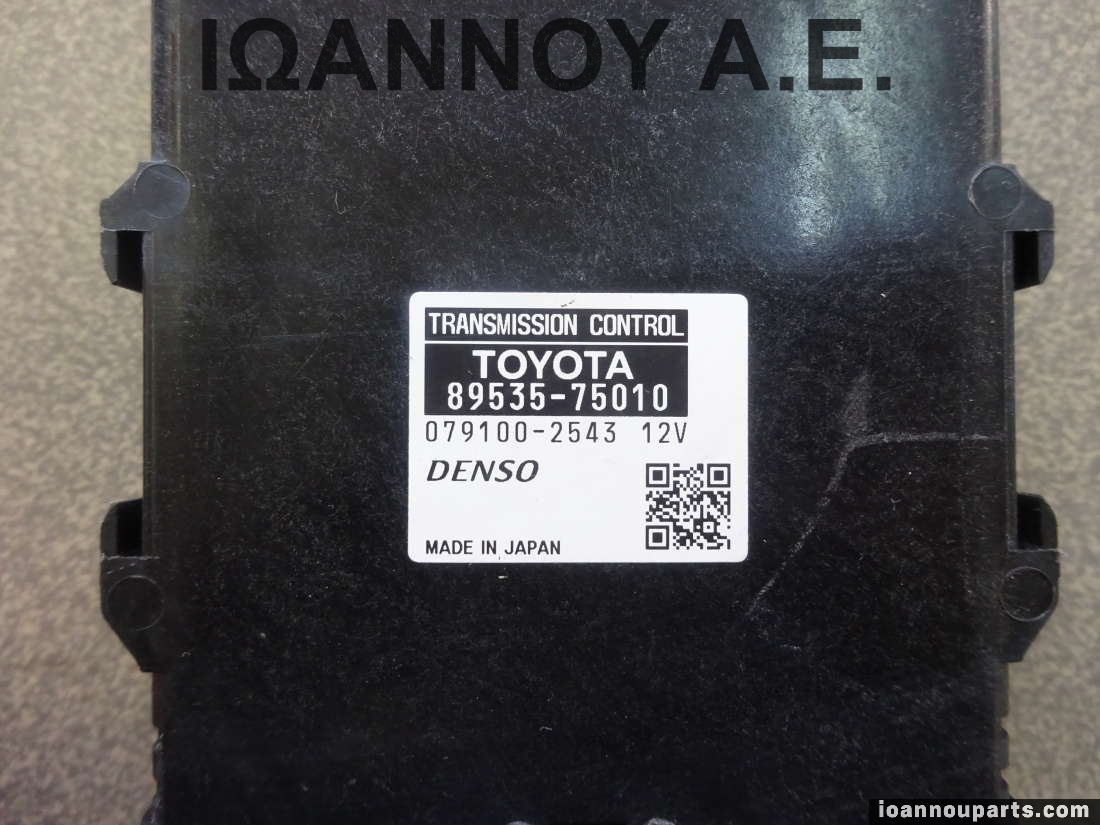 ΙΩΑΝΝΟΥ Α.Ε.
TRANSMISSION CONTROL
TOYOTA
89535-75010
079100-2543 12V
DENSO
MADE IN JAPAN
ioannouparts.com